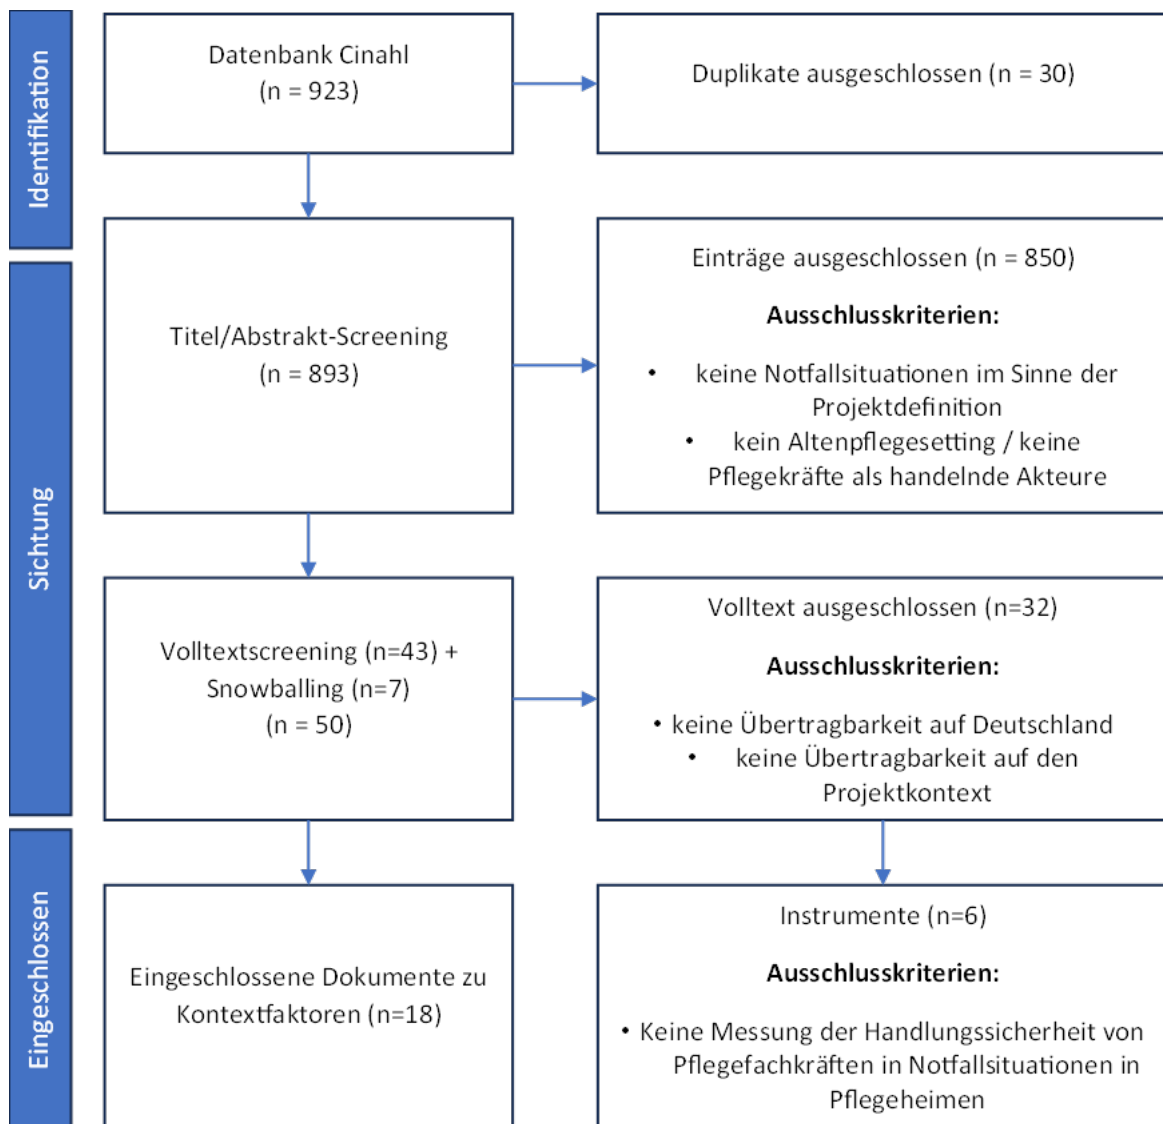 Identifikation
Datenbank Cinahl
(n = 923)
Duplikate ausgeschlossen (n = 30)
Sichtung
Titel/Abstrakt-Screening
(n = 893)
Einträge ausgeschlossen (n = 850)
Ausschlusskriterien:
• keine Notfallsituationen im Sinne der
Projektdefinition
• kein Altenpflegesetting / keine
Pflegekräfte als handelnde Akteure
Volltextscreening (n=43) +
Snowballing (n=7)
(n = 50)
Volltext ausgeschlossen (n=32)
Ausschlusskriterien:
• keine Übertragbarkeit auf Deutschland
• keine Übertragbarkeit auf den
Projektkontext
Eingeschlossen
Eingeschlossene Dokumente zu
Kontextfaktoren (n=18)
Instrumente (n=6)
Ausschlusskriterien:
• Keine Messung der Handlungssicherheit von
Pflegefachkräften in Notfallsituationen in
Pflegeheimen